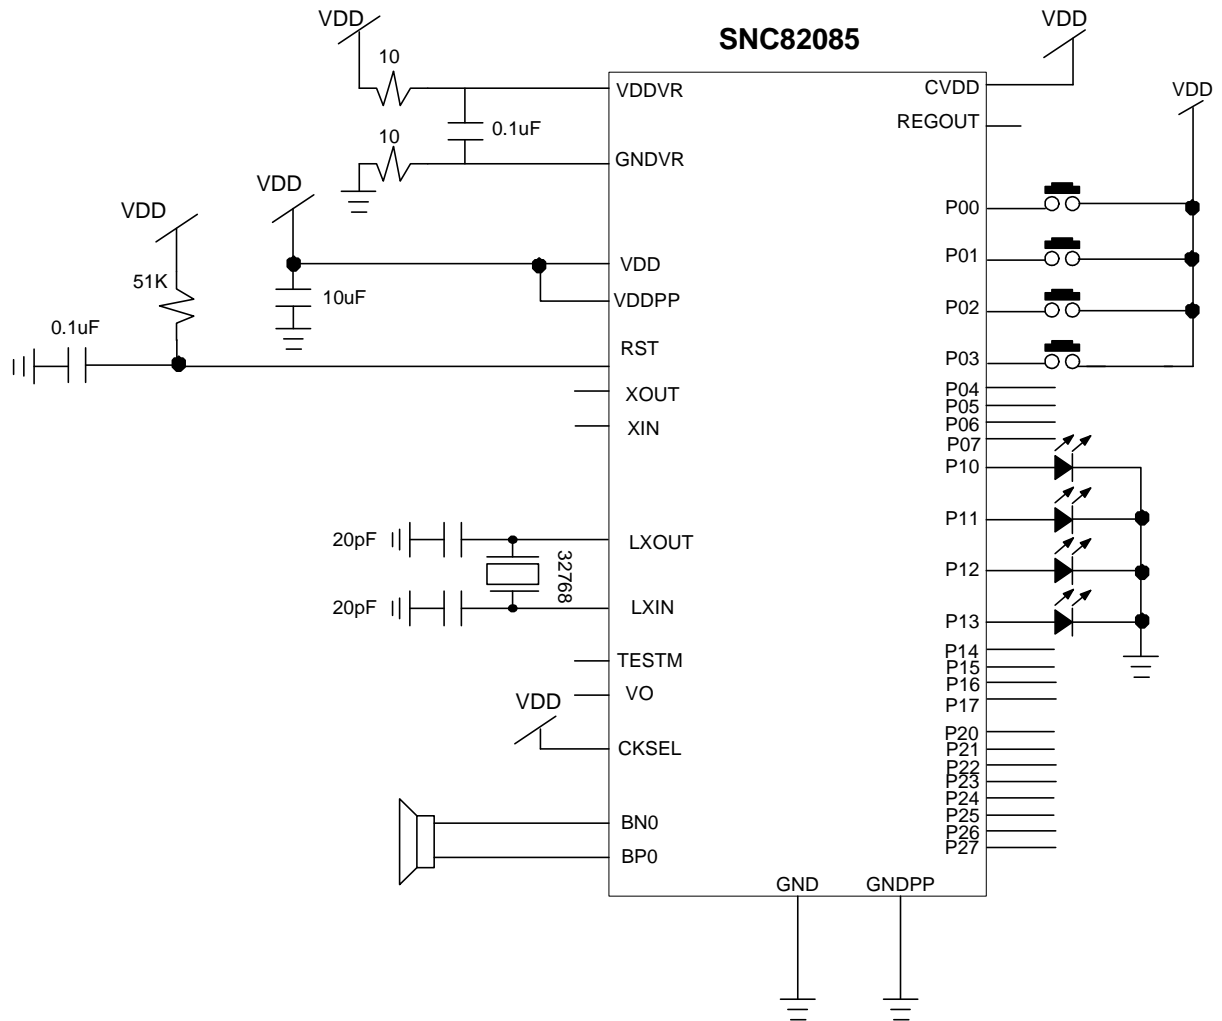 SNC82085
VDD
10
VDDVR
0.1uF
10
GNDVR
VDD
VDD
51K
VDD
10uF
VDDPP
0.1uF
RST
XOUT
XIN
20pF
LXOUT
32768
20pF
LXIN
TESTM
VO
VDD
CKSEL
BN0
BP0
GND
GNDPP
VDD
CVDD
REGOUT
VDD
P00
P01
P02
P03
P04
P05
P06
P07
P10
P11
P12
P13
P14
P15
P16
P17
P20
P21
P22
P23
P24
P25
P26
P27